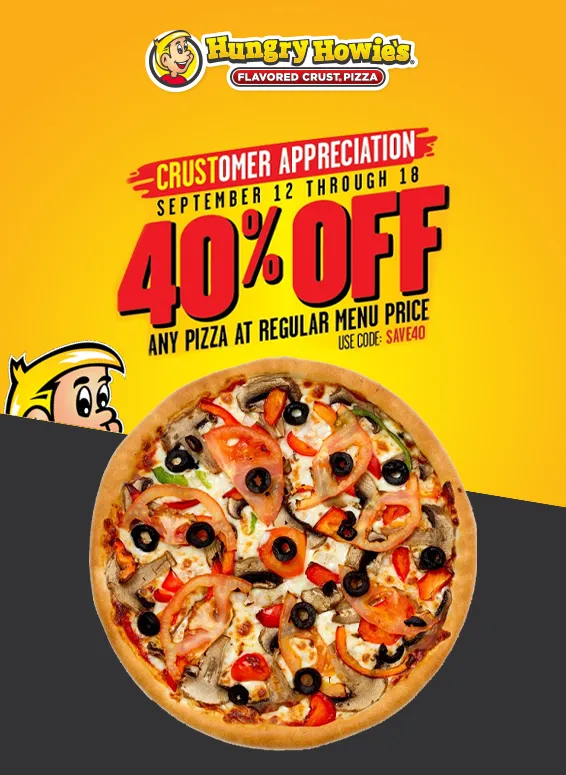 Hungry Howie's®
FLAVORED CRUST. PIZZA
CRUSTOMER APPRECIATION
SEPTEMBER 12 THROUGH 18
40% OFF
ANY PIZZA AT REGULAR MENU PRICE
USE CODE: SAVE40